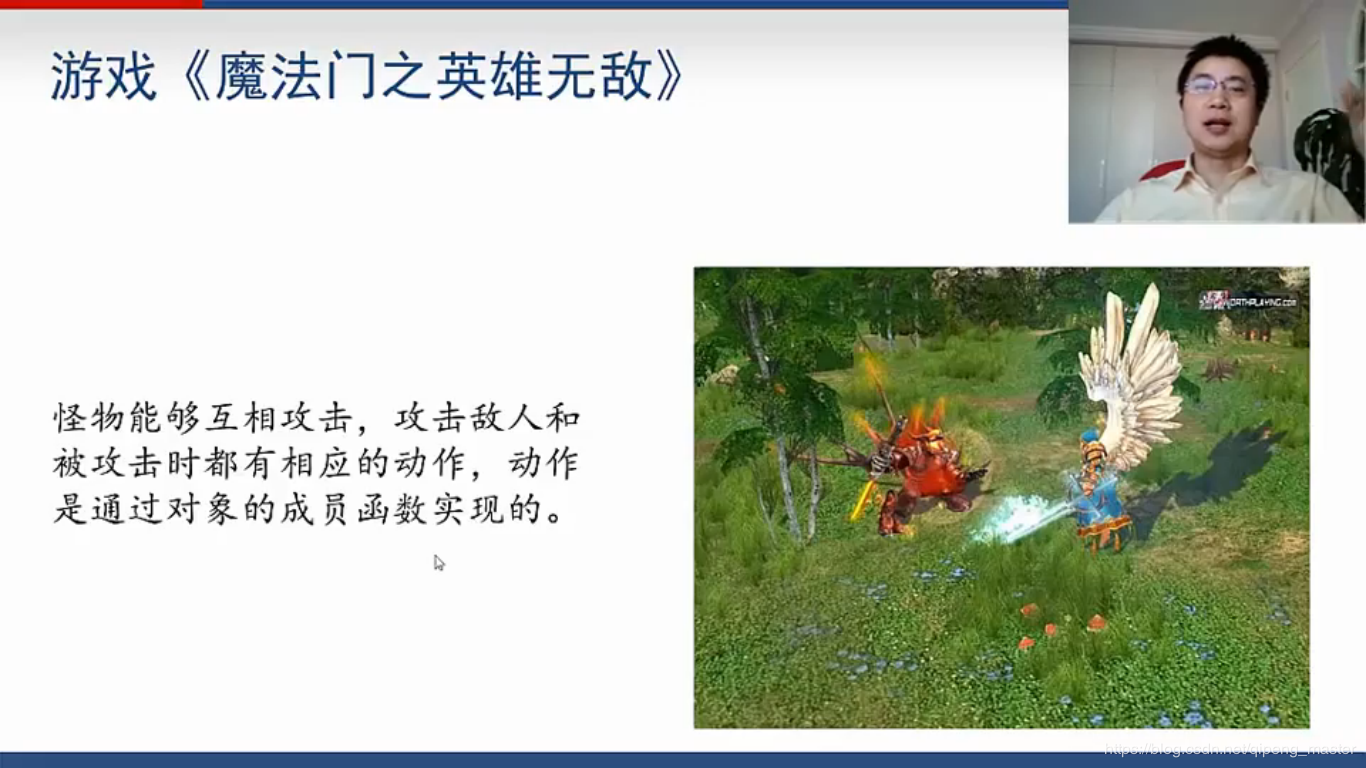 游戏《魔法门之英雄无敌》
WORTHPLAYING.com
怪物能够互相攻击，攻击敌人和
被攻击时都有相应的动作，动作
是通过对象的成员函数实现的。
https://blog.csdn.net/qipeng_master